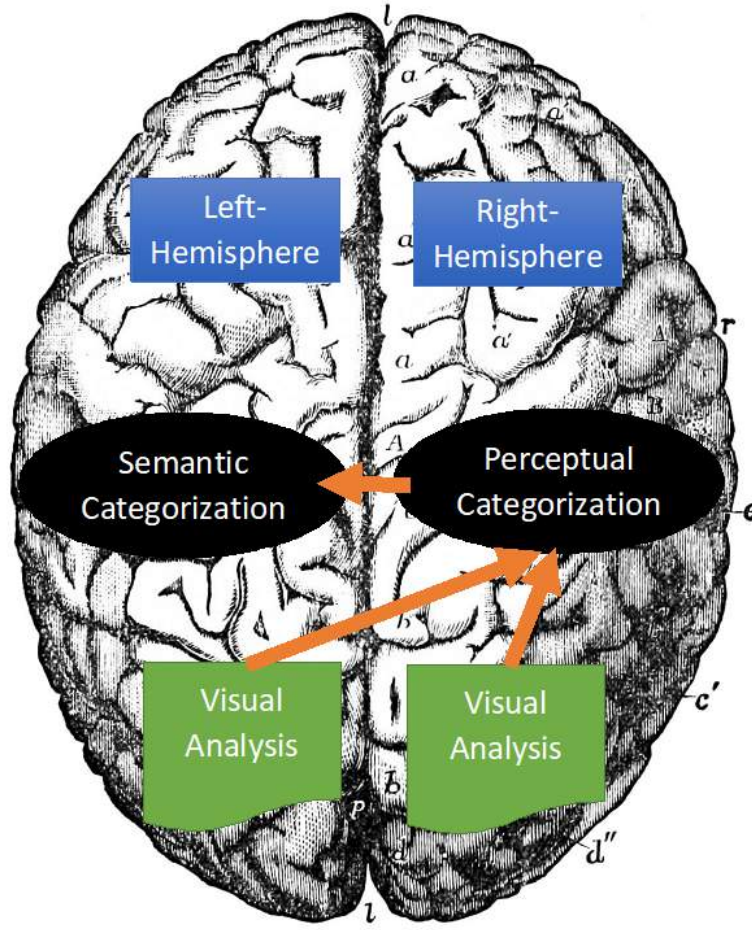 l
a
a'
Left-
Hemisphere
Right-
Hemisphere
a
a'
r
A
a
B
A
Semantic
Categorization
Perceptual
Categorization
e
b
c'
Visual
Analysis
Visual
Analysis
b
p
d
d"
l